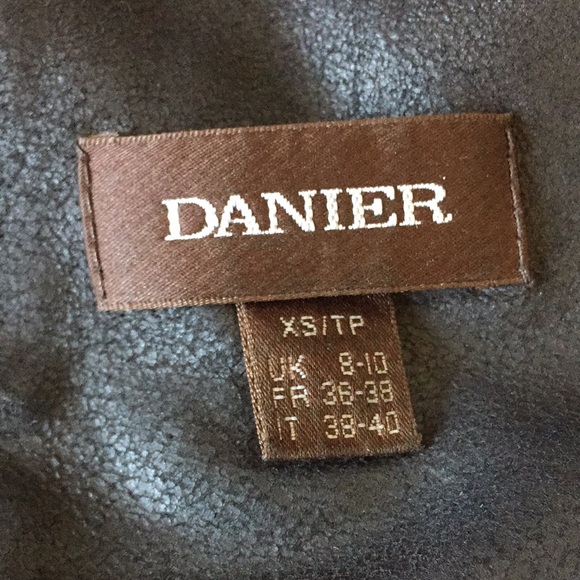 DANIER
XS/TP
UK 8-10
FR 36-38
IT 38-40